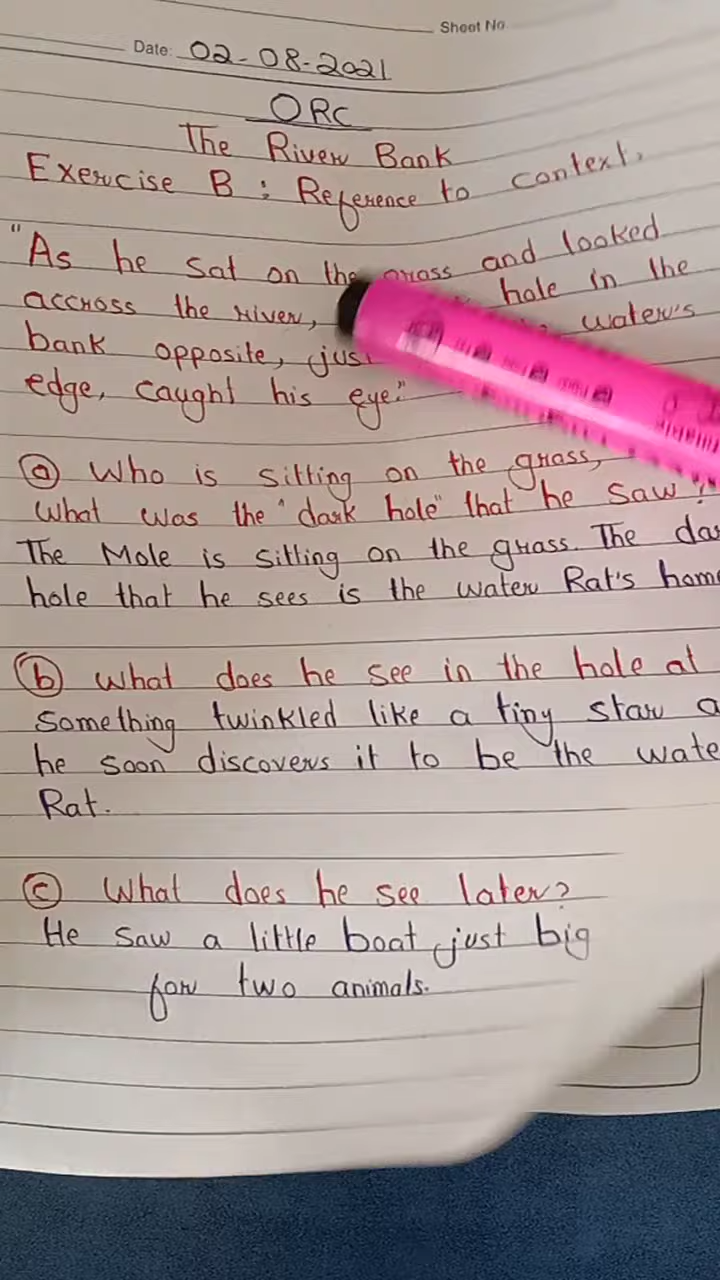 Sheet No
Date: 02-08-2021
ORC
The River Bank
Exercise B : Reference to context.
"As he sat on the grass and looked
accross the river, hole in the
bank opposite, just water's
edge, caught his eye."
(a) Who is sitting on the grass,
What was the "dark hole" that he saw?
The Mole is sitting on the grass. The
hole that he sees is the water Rat's
(b) What does he see in the hole at
Something twinkled like a tiny star
he soon discovers it to be the
Rat.
(c) What does he see later?
He saw a little boat just big
for two animals.